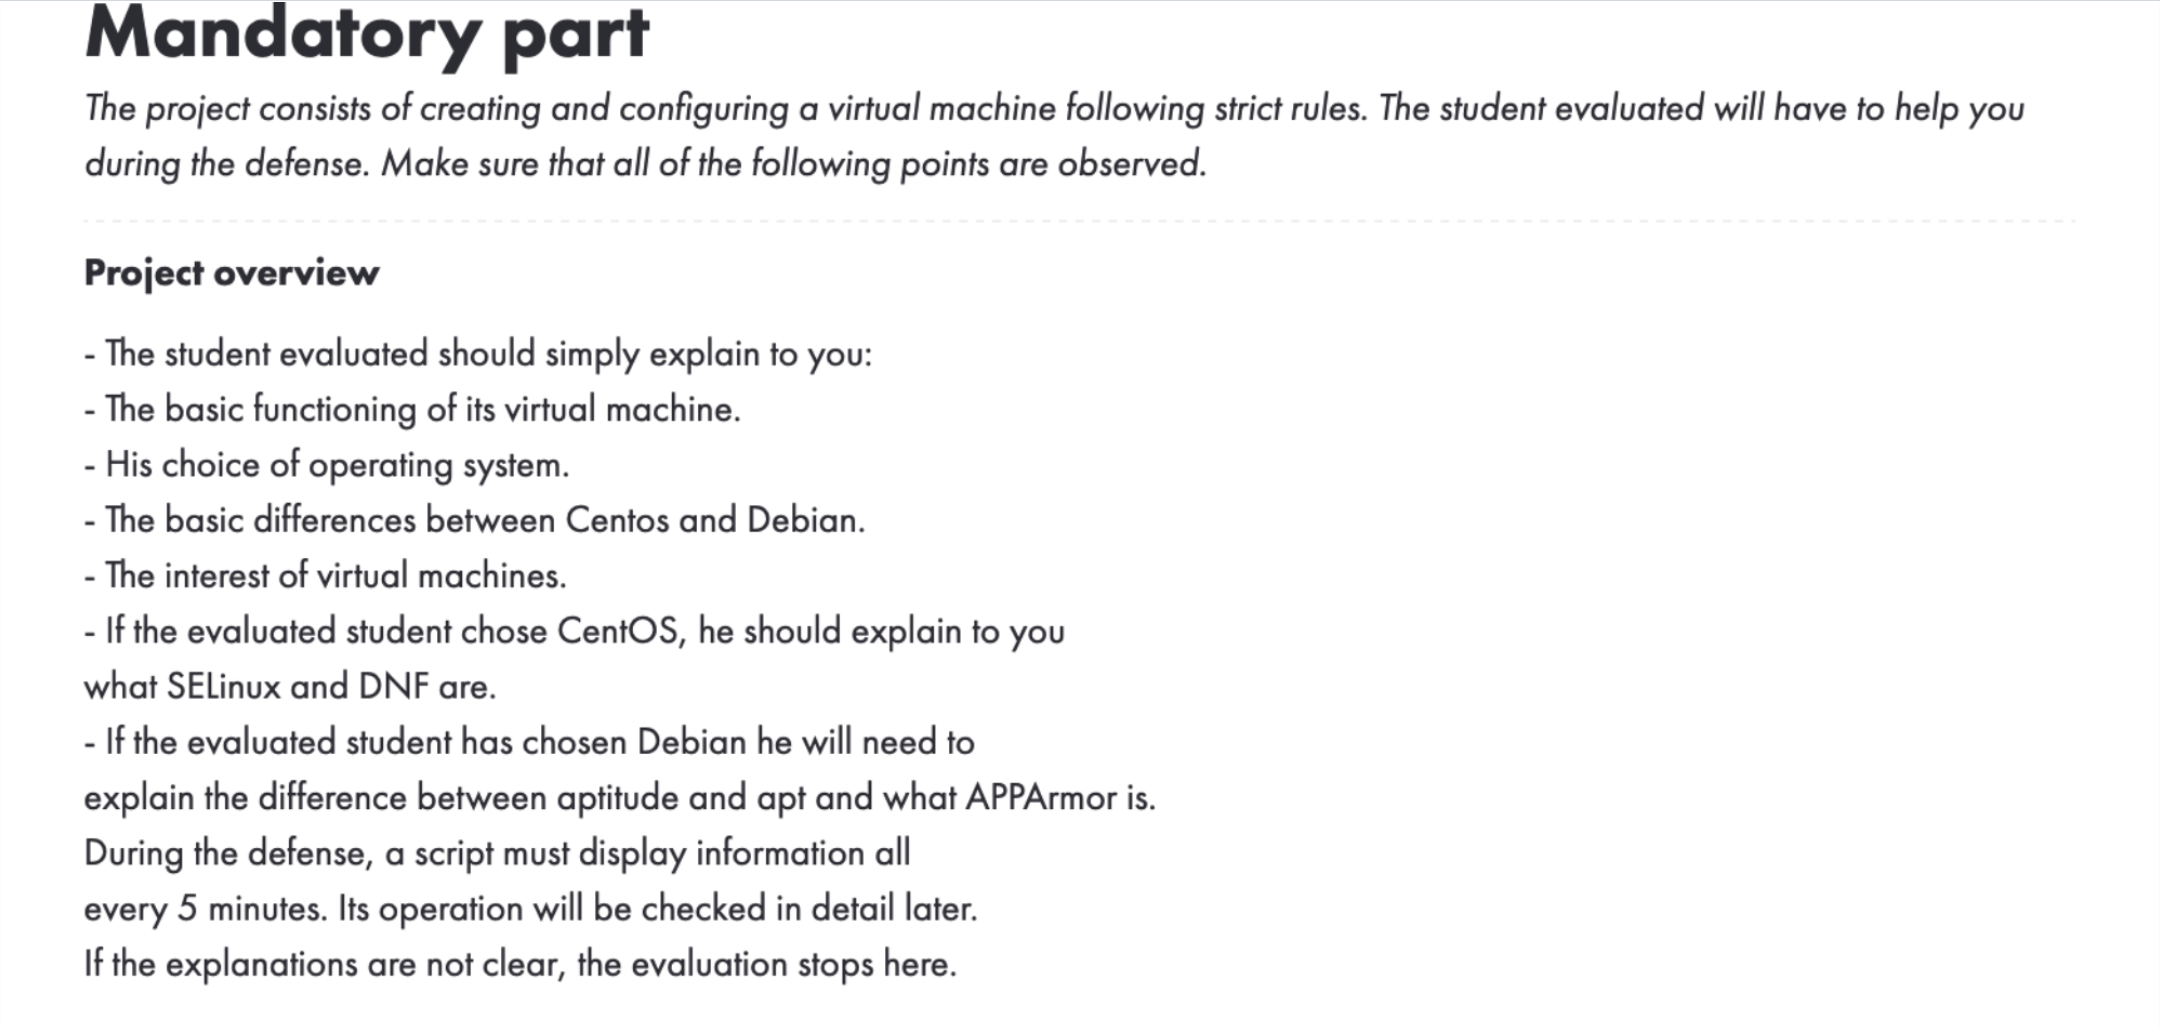 Mandatory part
The project consists of creating and configuring a virtual machine following strict rules. The student evaluated will have to help you
during the defense. Make sure that all of the following points are observed.
Project overview
- The student evaluated should simply explain to you:
- The basic functioning of its virtual machine.
- His choice of operating system.
- The basic differences between Centos and Debian.
- The interest of virtual machines.
- If the evaluated student chose CentOS, he should explain to you
what SELinux and DNF are.
- If the evaluated student has chosen Debian he will need to
explain the difference between aptitude and apt and what APPArmor is.
During the defense, a script must display information all
every 5 minutes. Its operation will be checked in detail later.
If the explanations are not clear, the evaluation stops here.